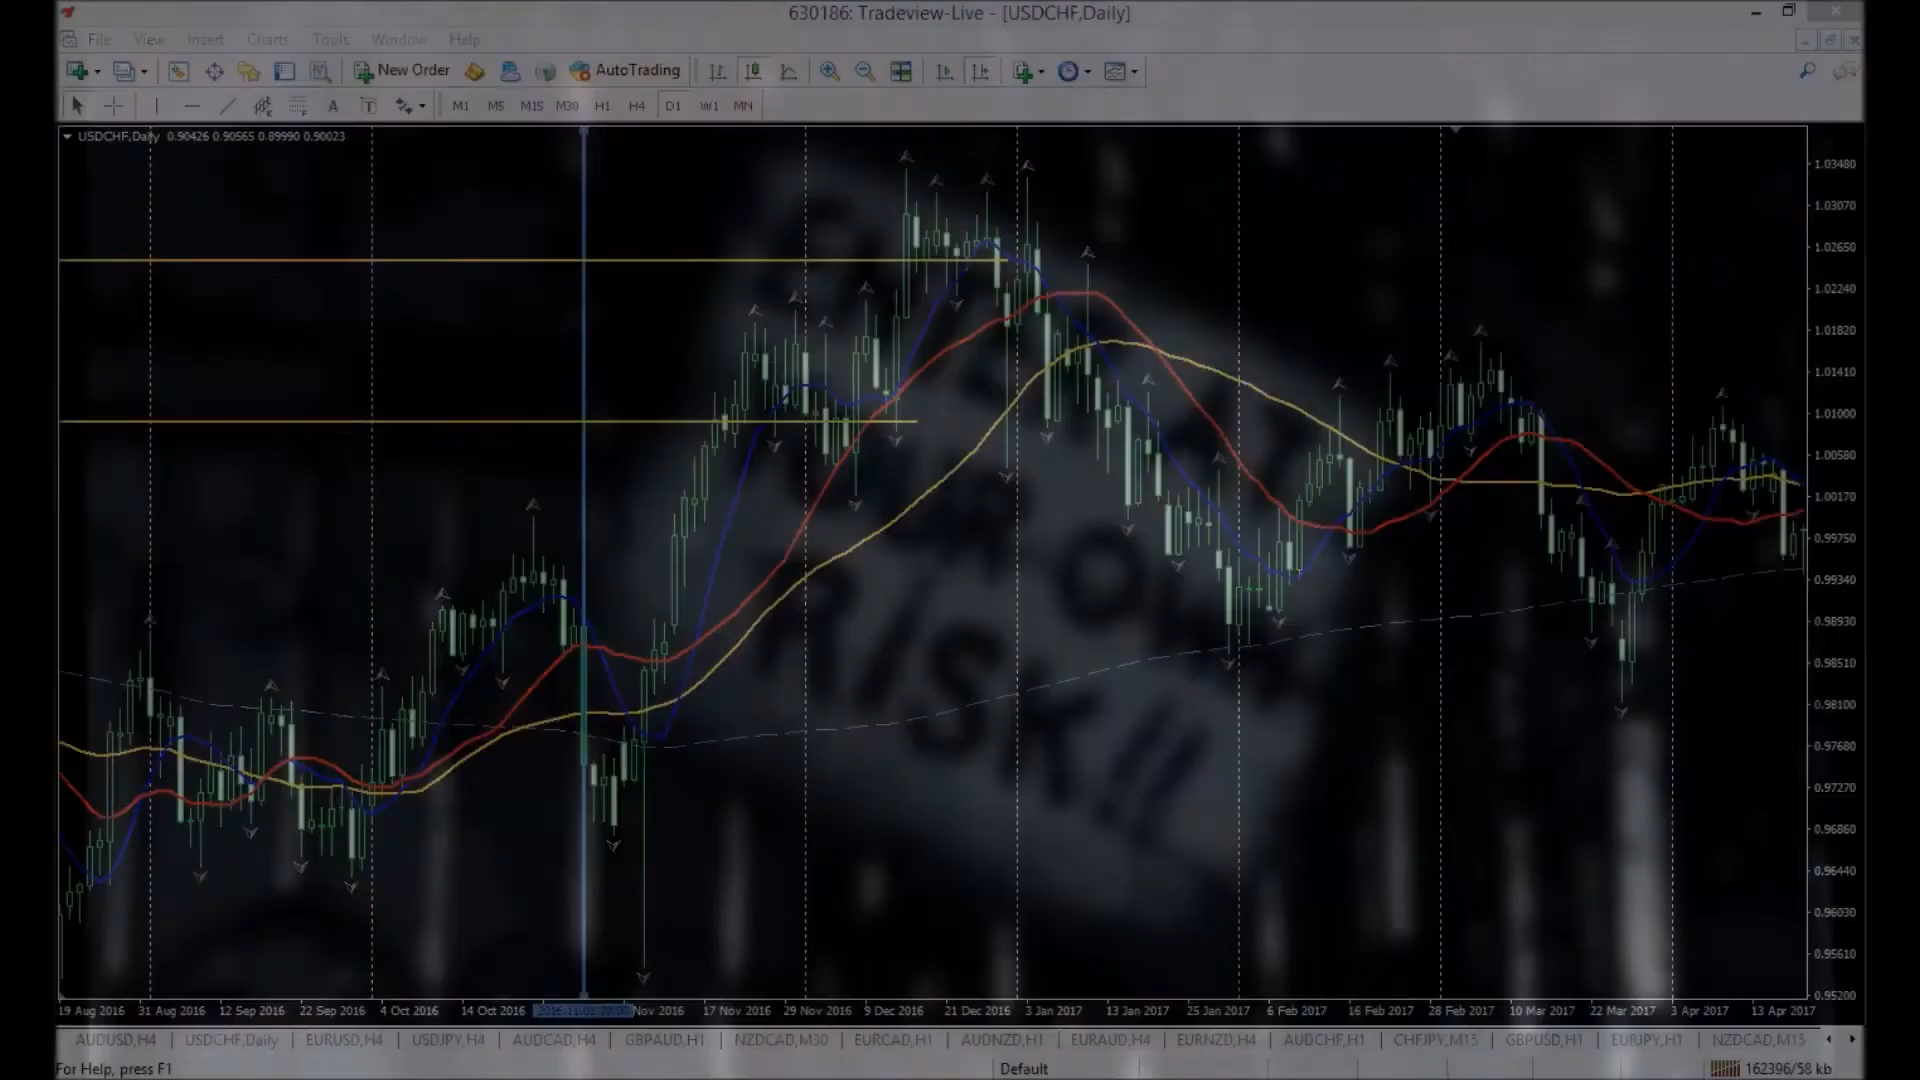 630186: Tradeview-Live - [USDCHF,Daily]
File View Insert Charts Tools Window Help
New Order AutoTrading
A T M1 M5 M15 M30 H1 H4 D1 W1 MN
USDCHF,Daily 0.90426 0.90565 0.89990 0.90023
1.03480
1.03070
1.02650
1.02240
1.01820
1.01410
1.01000
1.00580
1.00170
0.99750
0.99340
0.98930
0.98510
0.98100
0.97680
0.97270
0.96860
0.96440
0.96030
0.95610
0.95200
RISK!!
19 Aug 2016 31 Aug 2016 12 Sep 2016 22 Sep 2016 4 Oct 2016 14 Oct 2016 Nov 2016 17 Nov 2016 29 Nov 2016 9 Dec 2016 21 Dec 2016 3 Jan 2017 13 Jan 2017 25 Jan 2017 6 Feb 2017 16 Feb 2017 28 Feb 2017 10 Mar 2017 22 Mar 2017 3 Apr 2017 13 Apr 2017
AUDUSD,H4 USDCHF,Daily EURUSD,H4 USDJPY,H4 AUDCAD,H4 GBPAUD,H1 NZDCAD,M30 EURCAD,H1 AUDNZD,H1 EURAUD,H4 EURNZD,H4 AUDCHF,H1 CHFJPY,M15 GBPUSD,H1 EURJPY,H1 NZDCAD,M15
For Help, press F1 Default 162396/58 kb